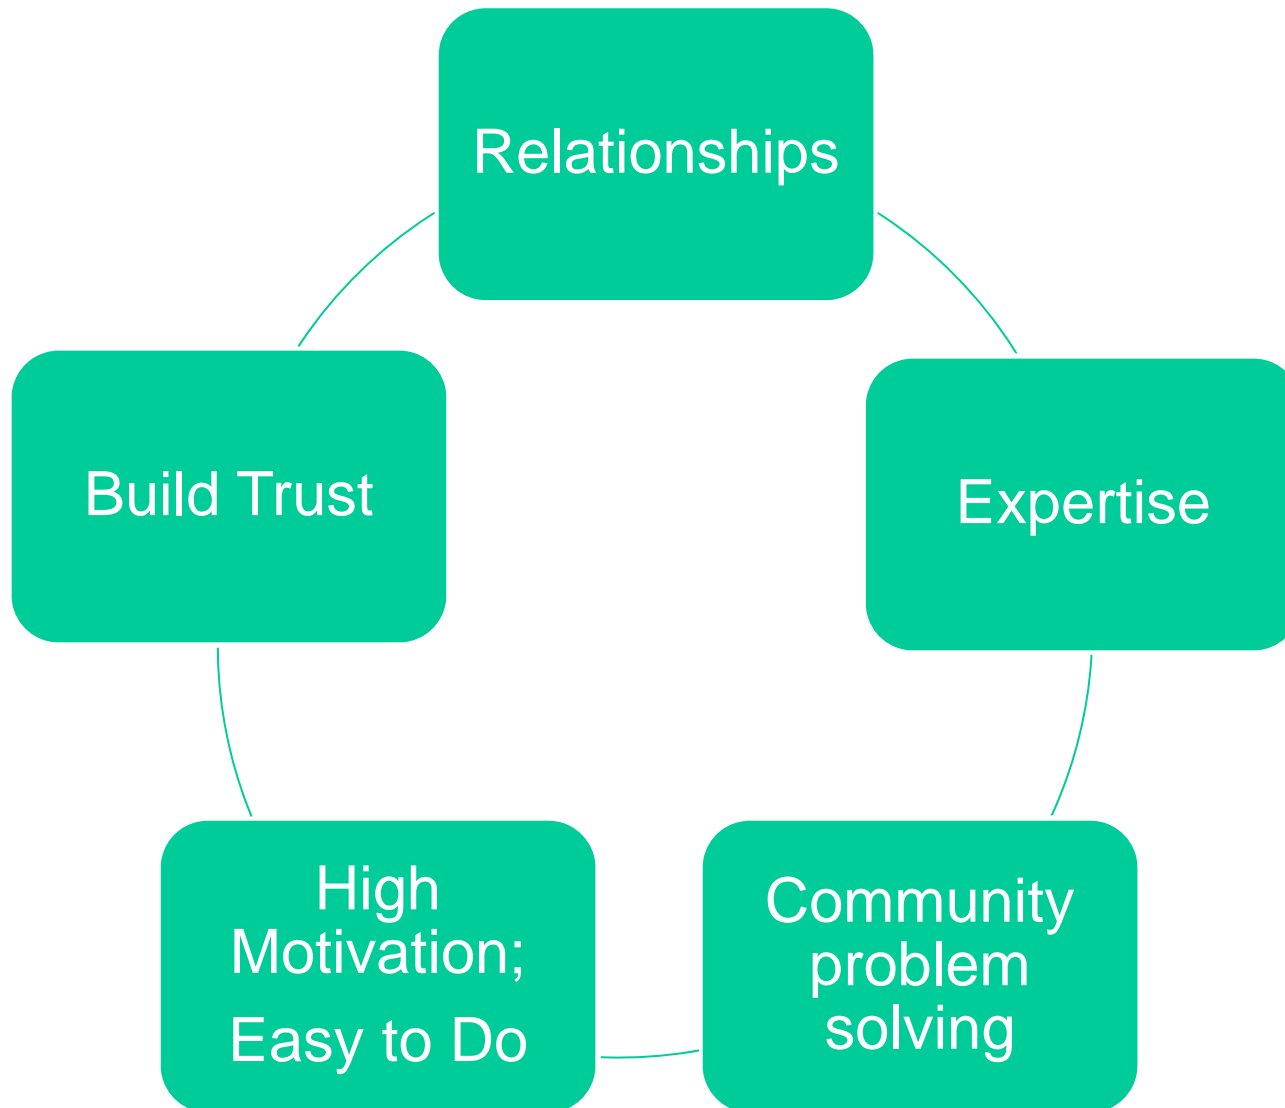 Relationships
Build Trust
Expertise
High
Motivation;
Easy to Do
Community
problem
solving